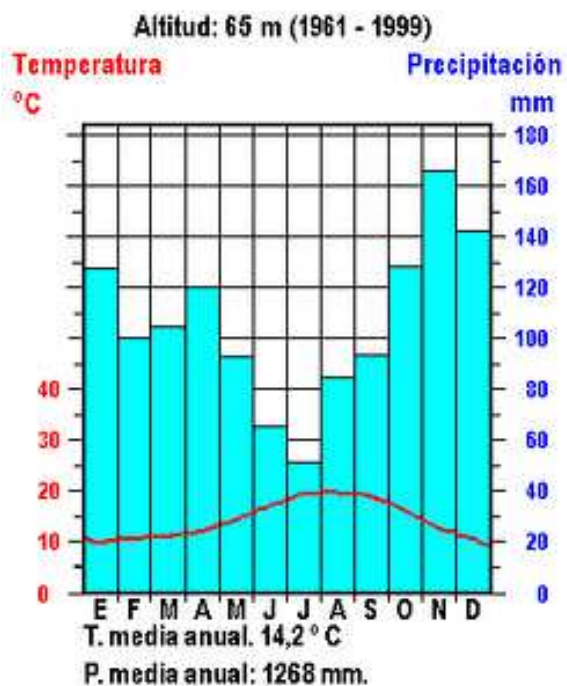 Altitud: 65 m (1961 - 1999)
Temperatura Precipitación
ºC mm
180
160
140
120
100
40 80
30 60
20 40
10 20
0 0
E F M A M J J A S O N D
T. media anual. 14,2 º C
P. media anual: 1268 mm.